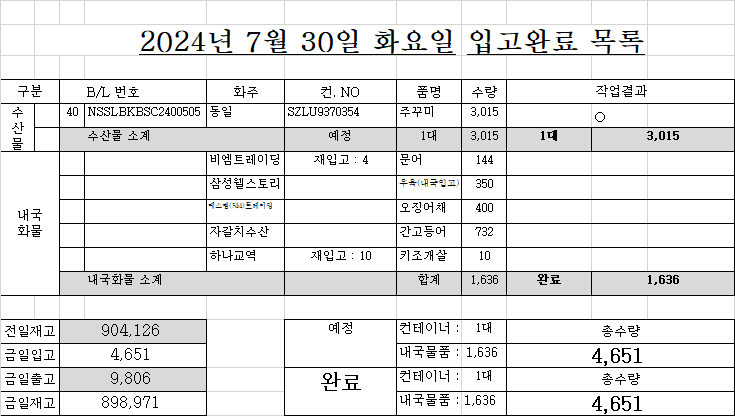 2024년 7월 30일 화요일 입고완료 목록
구분 B/L 번호 화주 컨. NO 품명 수량 작업결과
수산물 40 NSSLBKBSC2400505 동일 SZLU9370354 주꾸미 3,015 ○
수산물 소계 예정 1대 3,015 1대 3,015
내국화물
비엠트레이딩 재입고 : 4 문어 144
삼성웰스토리 우육(내국입고) 350
트레이딩 오징어채 400
자갈치수산 간고등어 732
하나교역 재입고 : 10 키조개살 10
내국화물 소계 합계 1,636 완료 1,636
전일재고 904,126 예정 컨테이너 : 1대 총수량
금일입고 4,651 내국물품 : 1,636 4,651
금일출고 9,806 완료 컨테이너 : 1대 총수량
금일재고 898,971 내국물품 : 1,636 4,651